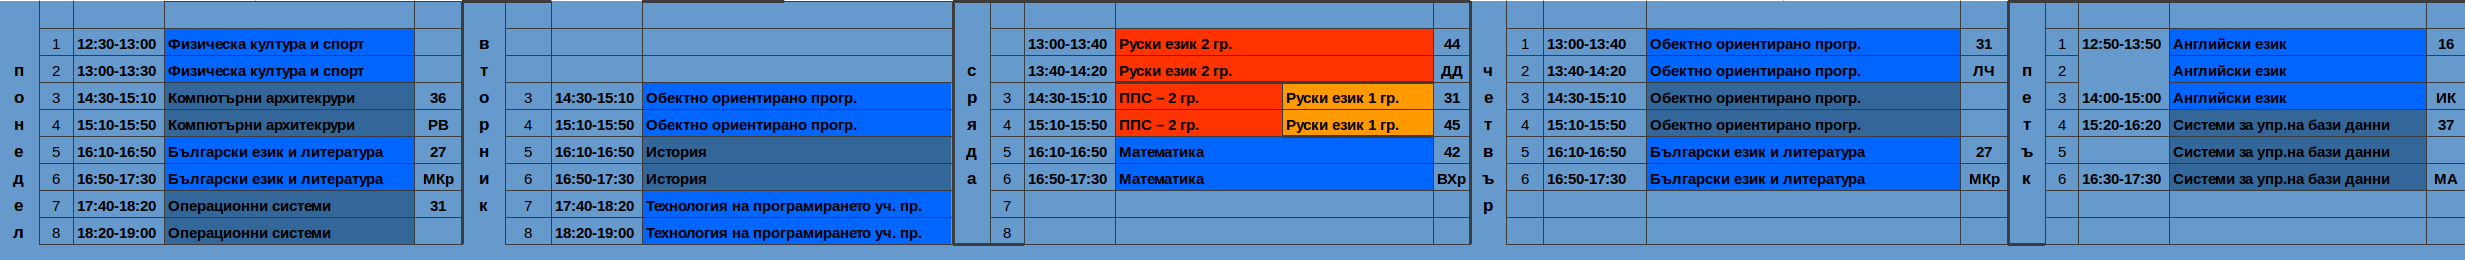 1 12:30-13:00 Физическа култура и спорт в 13:00-13:40 Руски език 2 гр. 44 1 13:00-13:40 Обектно ориентирано прогр. 31 1 12:50-13:50 Английски език 16
п 2 13:00-13:30 Физическа култура и спорт т с 13:40-14:20 Руски език 2 гр. ДД ч 2 13:40-14:20 Обектно ориентирано прогр. ЛЧ п 2 Английски език
о 3 14:30-15:10 Компютърни архитекрури 36 о 3 14:30-15:10 Обектно ориентирано прогр. р 3 14:30-15:10 ППС – 2 гр. Руски език 1 гр. 31 е 3 14:30-15:10 Обектно ориентирано прогр. е 3 14:00-15:00 Английски език ИК
н 4 15:10-15:50 Компютърни архитекрури РВ р 4 15:10-15:50 Обектно ориентирано прогр. я 4 15:10-15:50 ППС – 2 гр. Руски език 1 гр. 45 т 4 15:10-15:50 Обектно ориентирано прогр. т 4 15:20-16:20 Системи за упр.на бази данни 37
е 5 16:10-16:50 Български език и литература 27 н 5 16:10-16:50 История д 5 16:10-16:50 Математика 42 в 5 16:10-16:50 Български език и литература 27 ъ 5 Системи за упр.на бази данни
д 6 16:50-17:30 Български език и литература МКр и 6 16:50-17:30 История а 6 16:50-17:30 Математика ВХр ъ 6 16:50-17:30 Български език и литература МКр к 6 16:30-17:30 Системи за упр.на бази данни МА
е 7 17:40-18:20 Операционни системи 31 к 7 17:40-18:20 Технология на програмирането уч. пр. 7 р
л 8 18:20-19:00 Операционни системи 8 18:20-19:00 Технология на програмирането уч. пр. 8